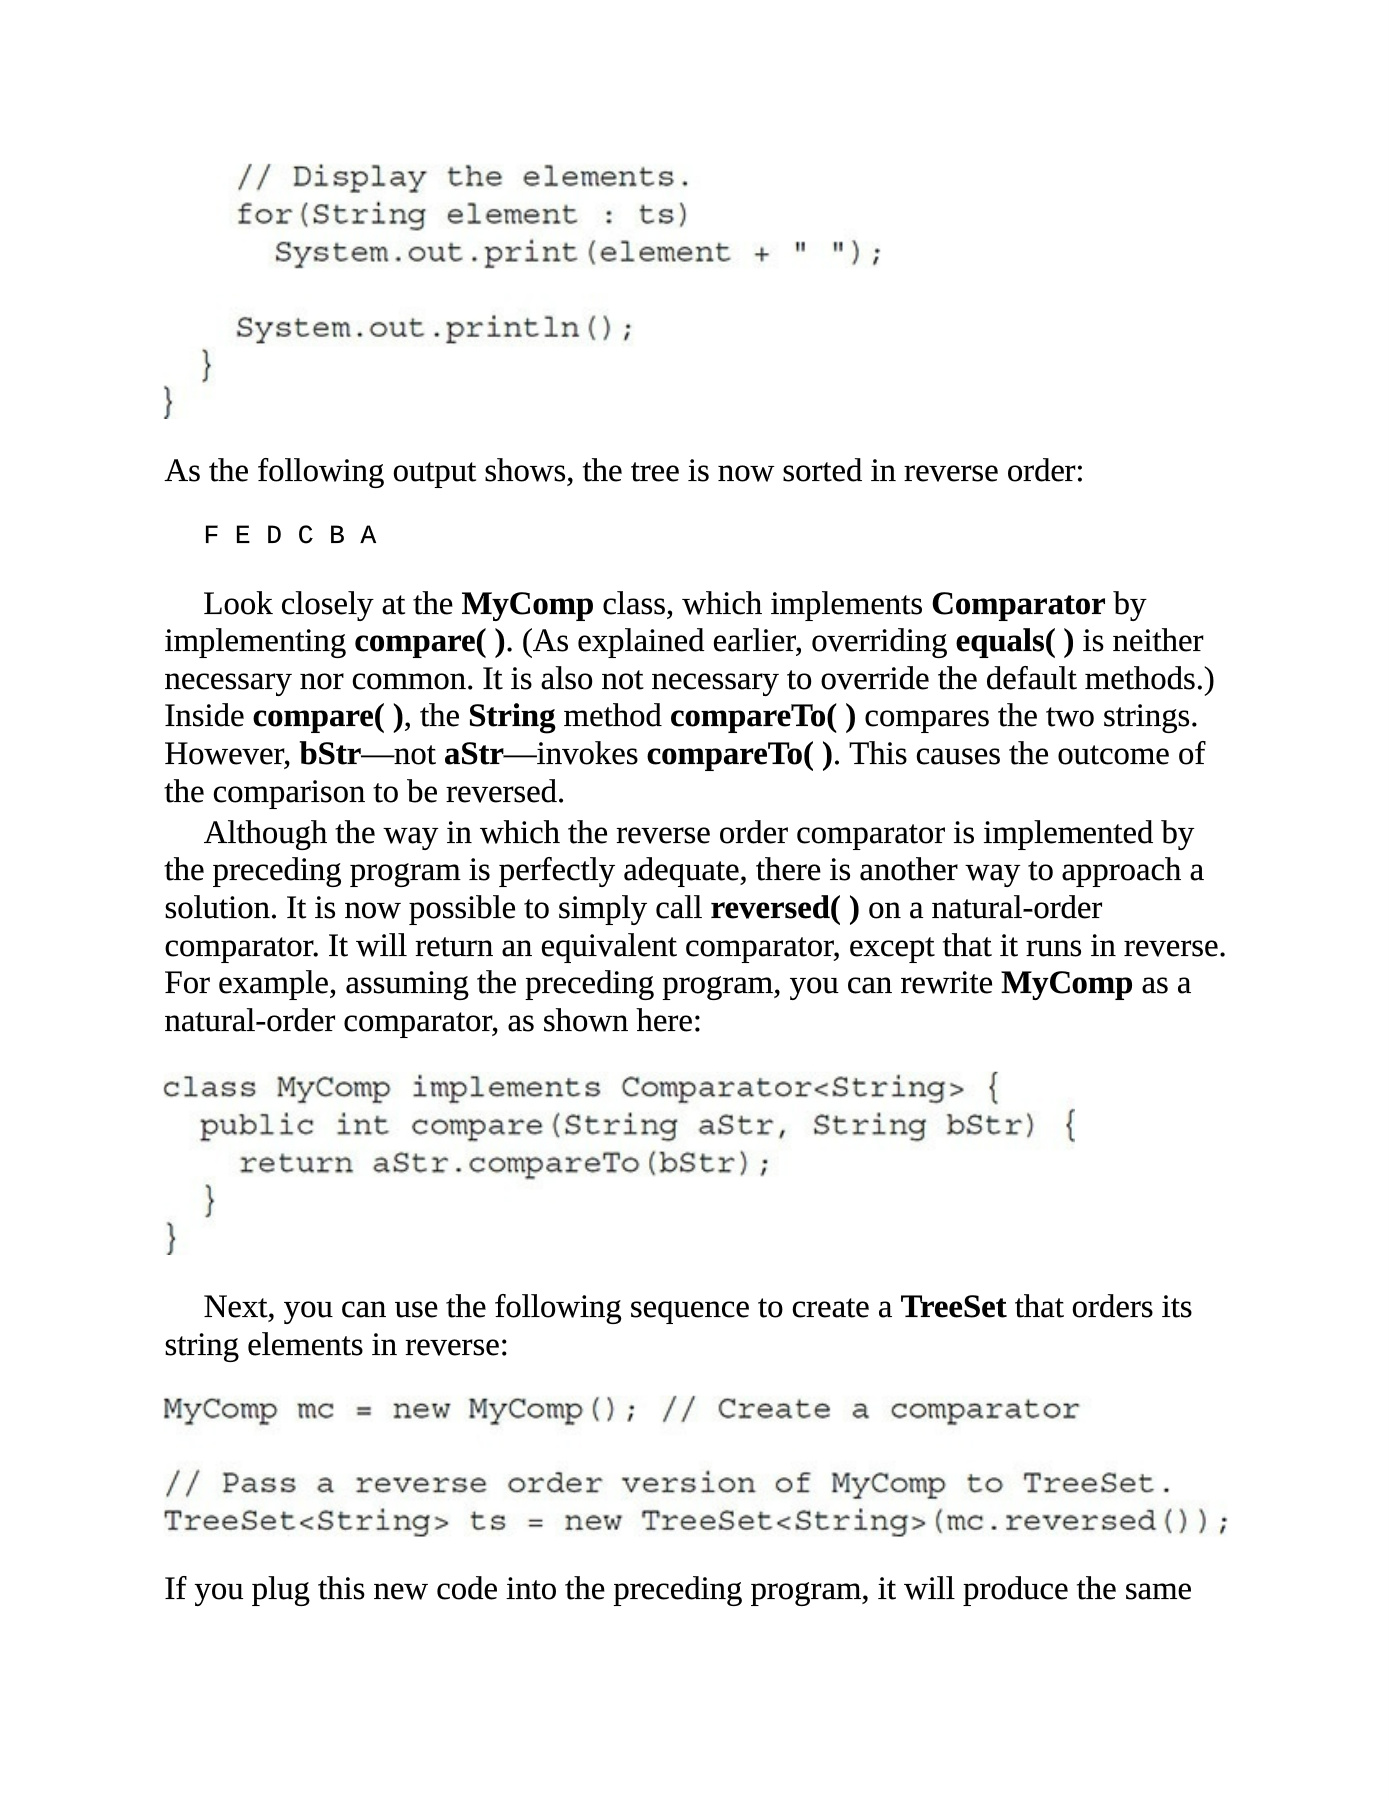 // Display the elements.
for(String element : ts)
System.out.print(element + " ");
System.out.println();
}
}
As the following output shows, the tree is now sorted in reverse order:
F E D C B A
Look closely at the MyComp class, which implements Comparator by
implementing compare( ). (As explained earlier, overriding equals( ) is neither
necessary nor common. It is also not necessary to override the default methods.)
Inside compare( ), the String method compareTo( ) compares the two strings.
However, bStr—not aStr—invokes compareTo( ). This causes the outcome of
the comparison to be reversed.
Although the way in which the reverse order comparator is implemented by
the preceding program is perfectly adequate, there is another way to approach a
solution. It is now possible to simply call reversed( ) on a natural-order
comparator. It will return an equivalent comparator, except that it runs in reverse.
For example, assuming the preceding program, you can rewrite MyComp as a
natural-order comparator, as shown here:
class MyComp implements Comparator<String> {
public int compare(String aStr, String bStr) {
return aStr.compareTo(bStr);
}
}
Next, you can use the following sequence to create a TreeSet that orders its
string elements in reverse:
MyComp mc = new MyComp(); // Create a comparator
// Pass a reverse order version of MyComp to TreeSet.
TreeSet<String> ts = new TreeSet<String>(mc.reversed());
If you plug this new code into the preceding program, it will produce the same